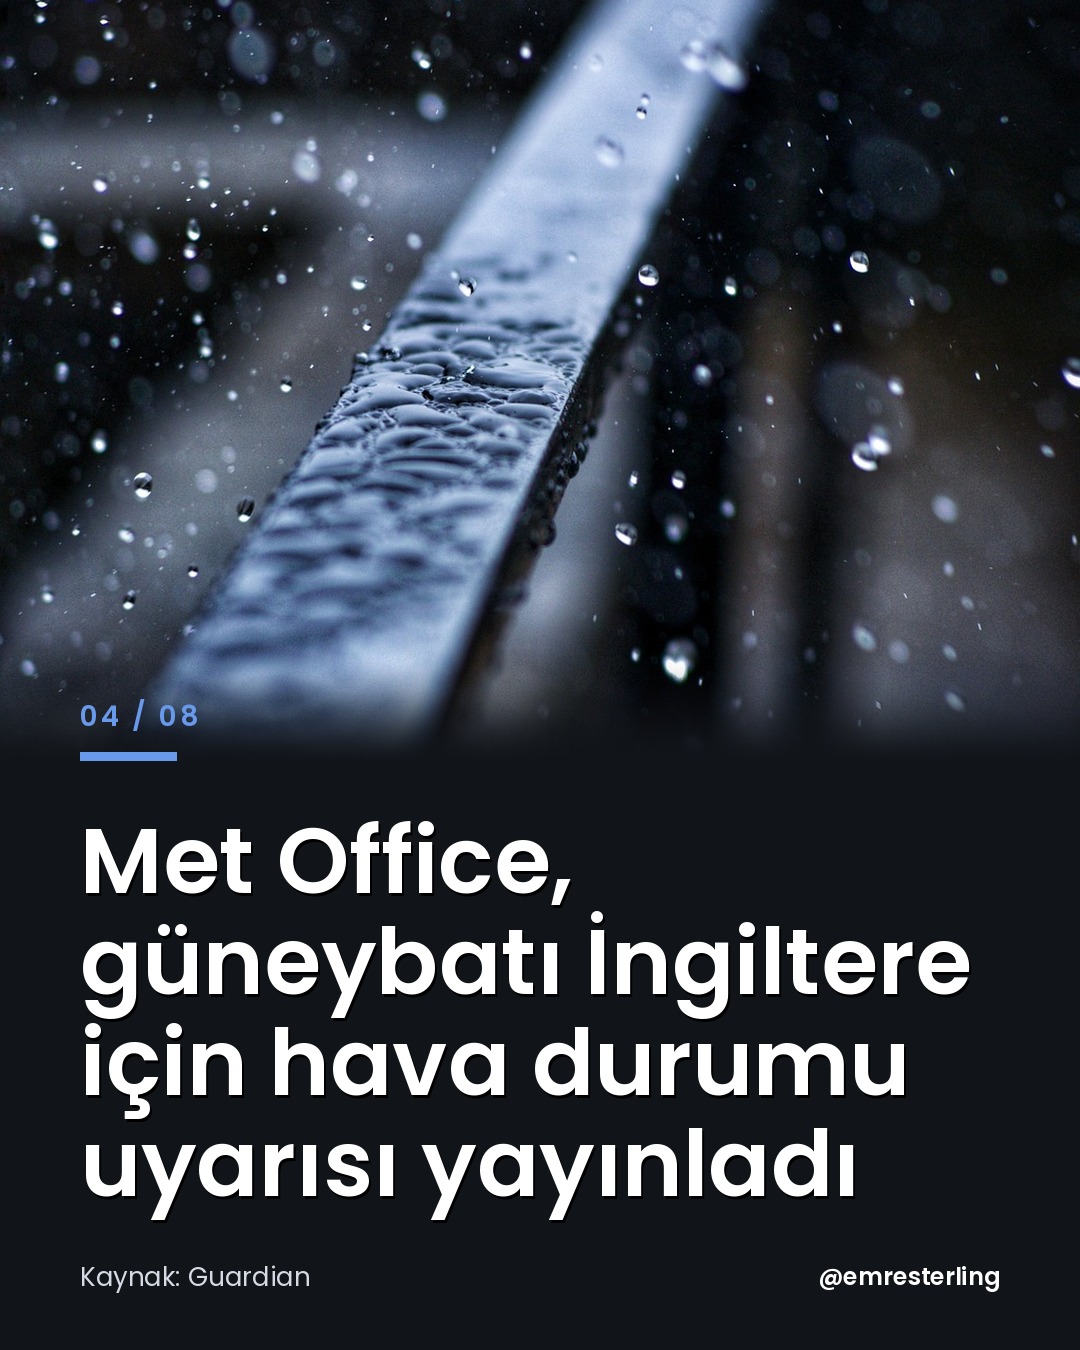 04 / 08
Met Office,
güneybatı İngiltere
için hava durumu
uyarısı yayınladı
Kaynak: Guardian
@emresterling